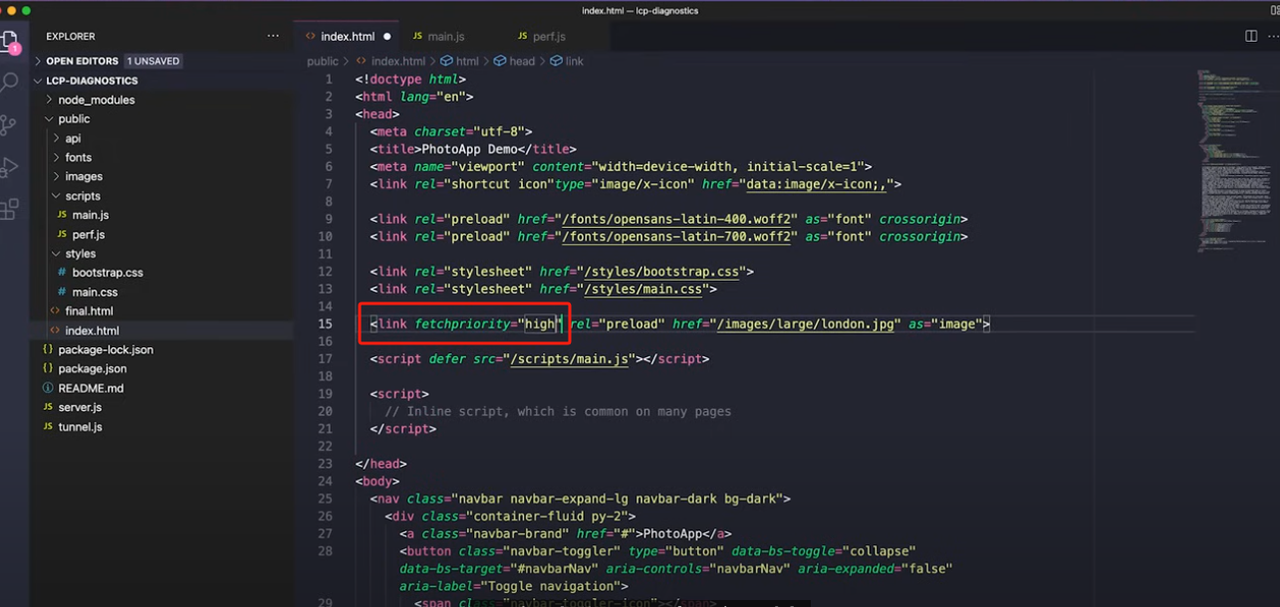 index.html — lcp-diagnostics
EXPLORER
1
OPEN EDITORS 1 UNSAVED
LCP-DIAGNOSTICS
node_modules
public
api
fonts
images
scripts
JS main.js
JS perf.js
styles
# bootstrap.css
# main.css
<> final.html
<> index.html
{} package-lock.json
{} package.json
README.md
JS server.js
JS tunnel.js
<> index.html ●
JS main.js
JS perf.js
public > <> index.html > html > head > link
1 <!doctype html>
2 <html lang="en">
3 <head>
4 <meta charset="utf-8">
5 <title>PhotoApp Demo</title>
6 <meta name="viewport" content="width=device-width, initial-scale=1">
7 <link rel="shortcut icon"type="image/x-icon" href="data:image/x-icon;,">
8
9 <link rel="preload" href="/fonts/opensans-latin-400.woff2" as="font" crossorigin>
10 <link rel="preload" href="/fonts/opensans-latin-700.woff2" as="font" crossorigin>
11
12 <link rel="stylesheet" href="/styles/bootstrap.css">
13 <link rel="stylesheet" href="/styles/main.css">
14
15 <link fetchpriority="high" rel="preload" href="/images/large/london.jpg" as="image">
16
17 <script defer src="/scripts/main.js"></script>
18
19 <script>
20 // Inline script, which is common on many pages
21 </script>
22
23 </head>
24 <body>
25 <nav class="navbar navbar-expand-lg navbar-dark bg-dark">
26 <div class="container-fluid py-2">
27 <a class="navbar-brand" href="#">PhotoApp</a>
28 <button class="navbar-toggler" type="button" data-bs-toggle="collapse"
data-bs-target="#navbarNav" aria-controls="navbarNav" aria-expanded="false"
aria-label="Toggle navigation">
29 <span class="navbar-toggler-icon"></span>